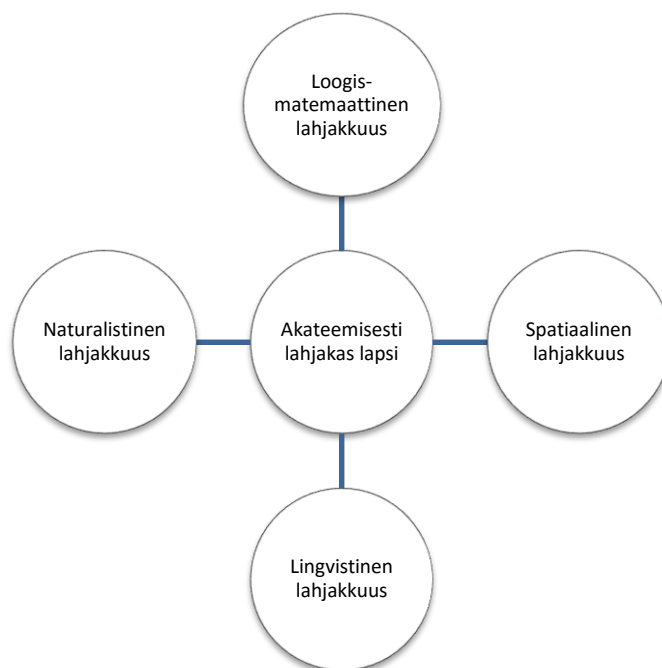 Loogis-
matemaattinen
lahjakkuus
Naturalistinen
lahjakkuus
Akateemisesti
lahjakas lapsi
Spatiaalinen
lahjakkuus
Lingvistinen
lahjakkuus